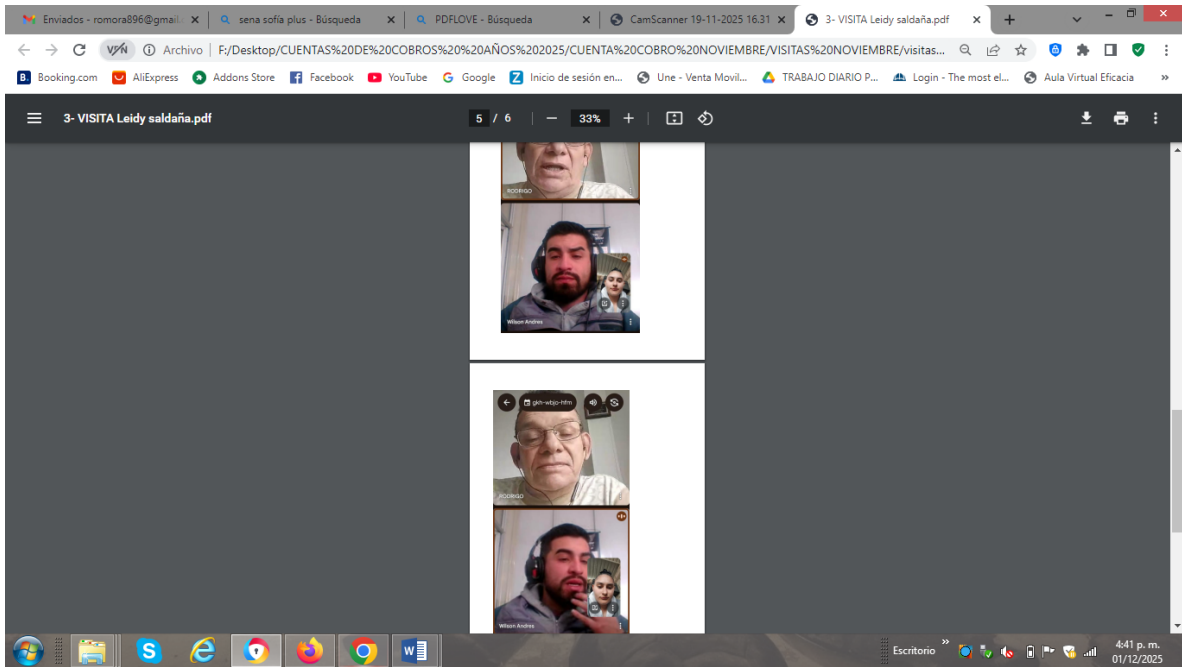 Enviados - romora896@gmail.
sena sofía plus - Búsqueda
PDFLOVE - Búsqueda
CamScanner 19-11-2025 16.31
3- VISITA Leidy saldaña.pdf
VPN
Archivo
F:/Desktop/CUENTAS%20DE%20COBROS%20%20AÑOS%202025/CUENTA%20COBRO%20NOVIEMBRE/VISITAS%20NOVIEMBRE/visitas...
B.
Booking.com
AliExpress
Addons Store
Facebook
YouTube
Google
Inicio de sesión en...
Une - Venta Movil...
TRABAJO DIARIO P...
Login - The most el...
Aula Virtual Eficacia
»
3- VISITA Leidy saldaña.pdf
5 / 6
33%
RODRIGO
Wilson Andres
gkh-wbjo-hfm
RODRIGO
Wilson Andres
Escritorio
»
4:41 p. m.
01/12/2025